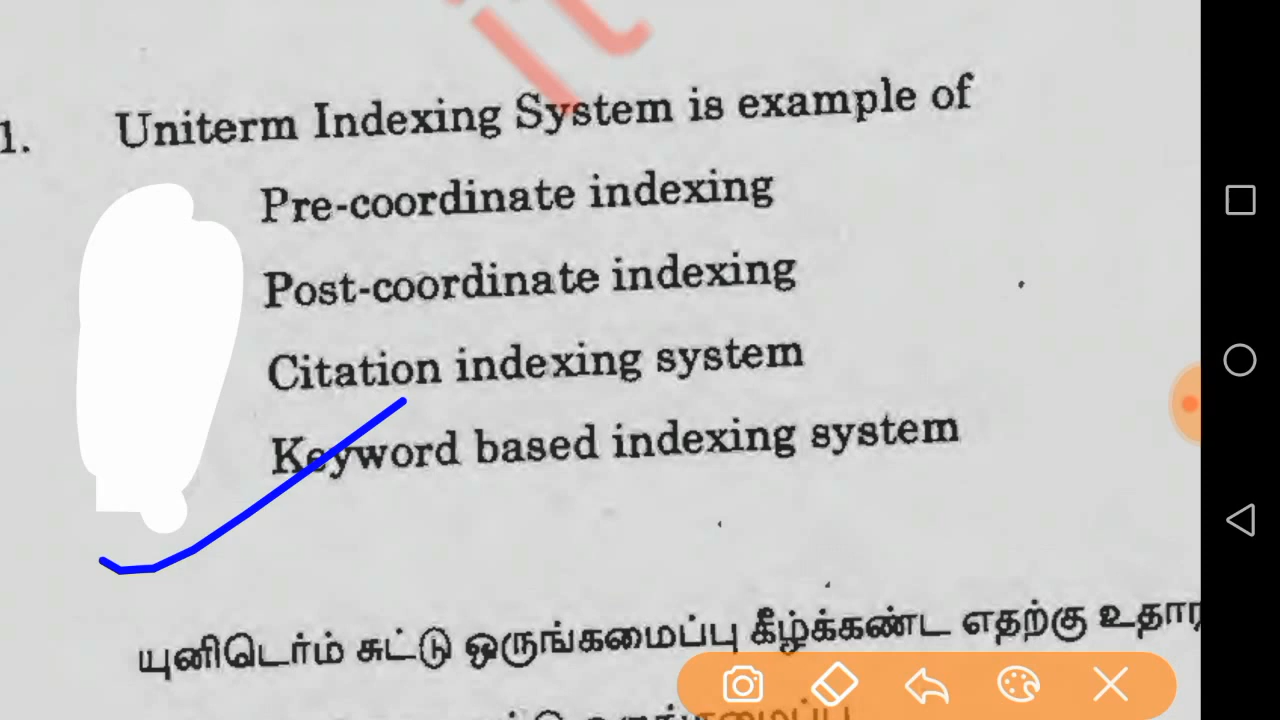 1. Uniterm Indexing System is example of
Pre-coordinate indexing
Post-coordinate indexing
Citation indexing system
Keyword based indexing system
யுனிடெர்ம் சுட்டு ஒருங்கமைப்பு கீழ்க்கண்ட எதற்கு